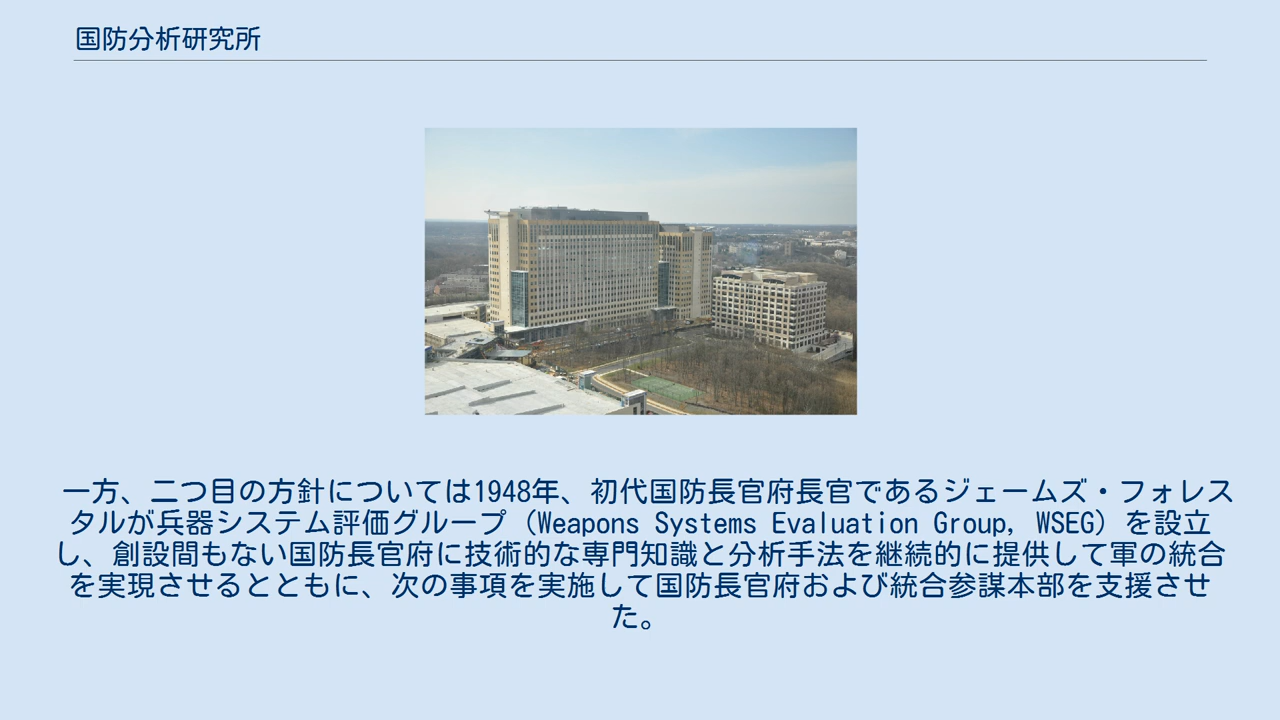 国防分析研究所
一方、二つ目の方針については1948年、初代国防長官府長官であるジェームズ・フォレス
タルが兵器システム評価グループ（Weapons Systems Evaluation Group, WSEG）を設立
し、創設間もない国防長官府に技術的な専門知識と分析手法を継続的に提供して軍の統合
を実現させるとともに、次の事項を実施して国防長官府および統合参謀本部を支援させ
た。